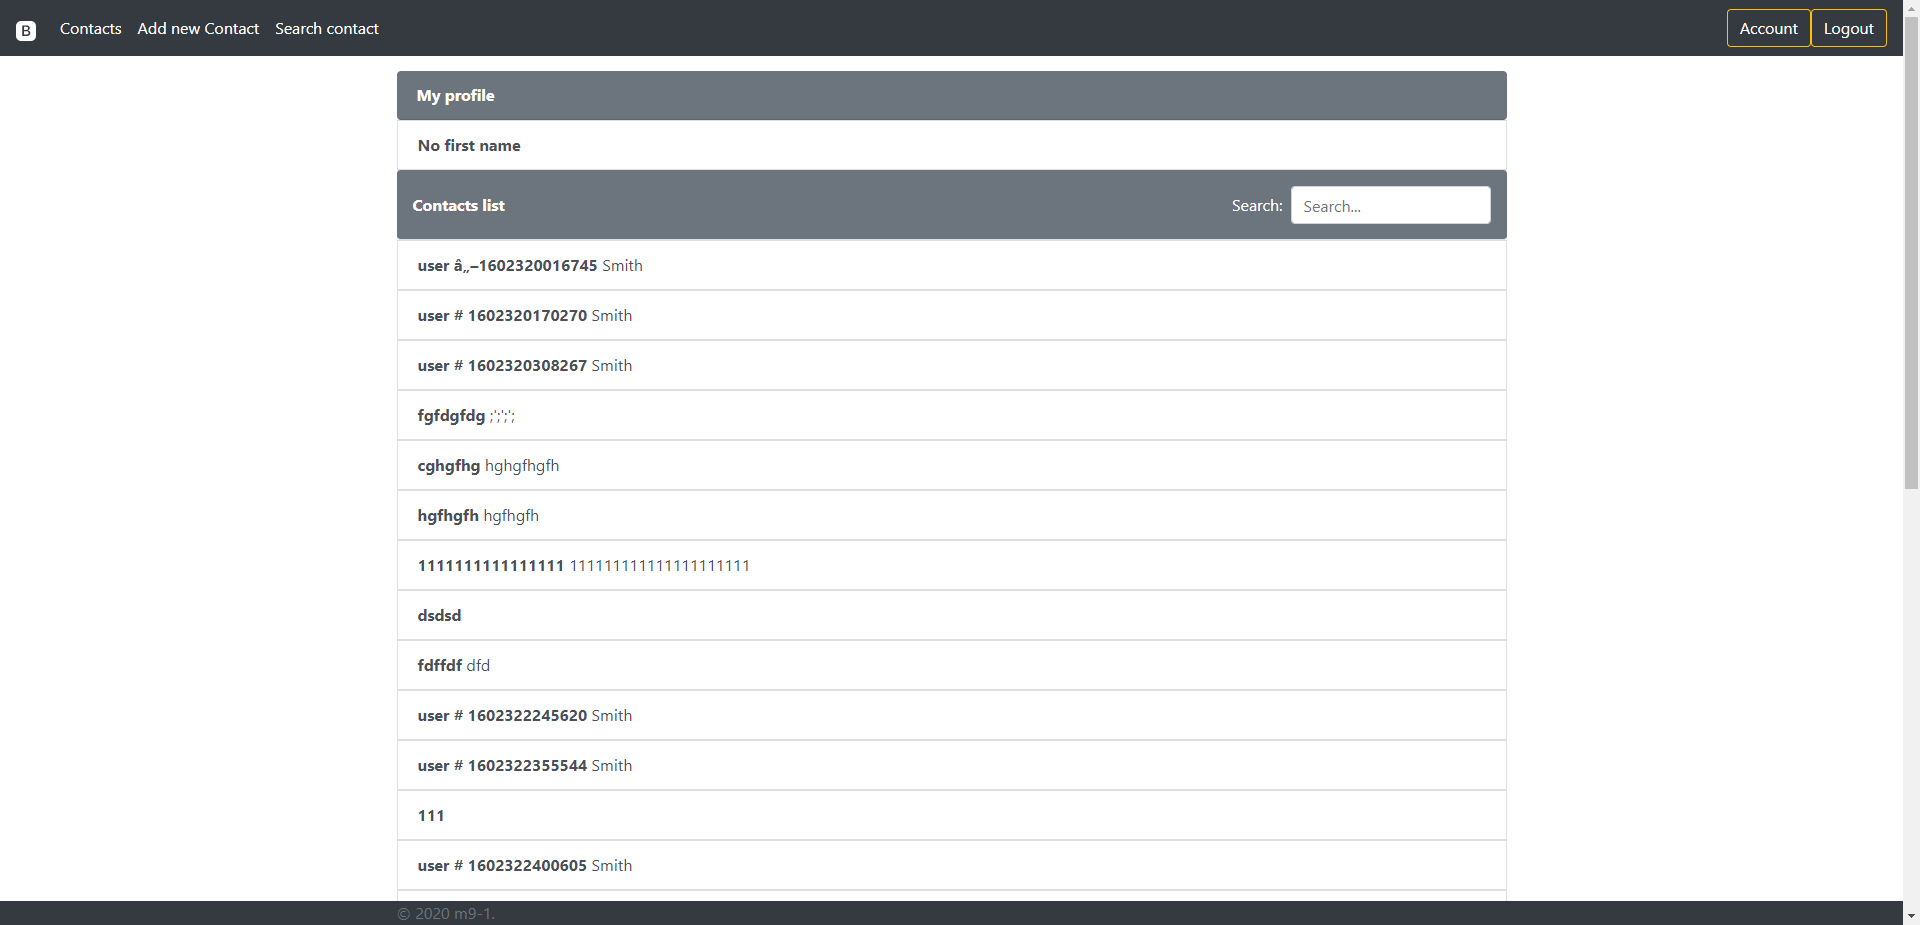 B Contacts Add new Contact Search contact Account Logout
My profile
No first name
Contacts list Search: Search...
user â„–1602320016745 Smith
user # 1602320170270 Smith
user # 1602320308267 Smith
fgfdgfdg ;';';';
cghgfhg hghgfhgfh
hgfhgfh hgfhgfh
1111111111111111 111111111111111111111111
dsdsd
fdffdf dfd
user # 1602322245620 Smith
user # 1602322355544 Smith
111
user # 1602322400605 Smith
© 2020 m9-1.